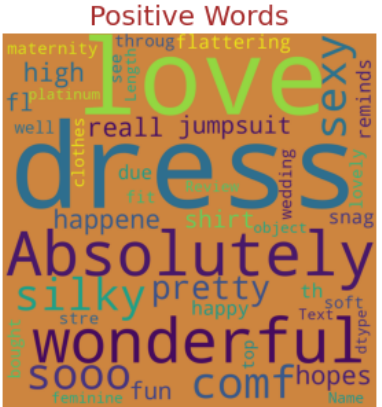 Positive Words
maternity
throug
flattering
high
see
Length
love
sexy
reminds
fl
platinum
well
clothes
reall
jumpsuit
dress
due
fit
Review
wedding
lovely
happene
shirt
object
snag
Absolutely
silky
pretty
th
soft
happy
Text
dtype
stre
bought
wonderful
top
sooo
fun
comf
hopes
feminine
Name